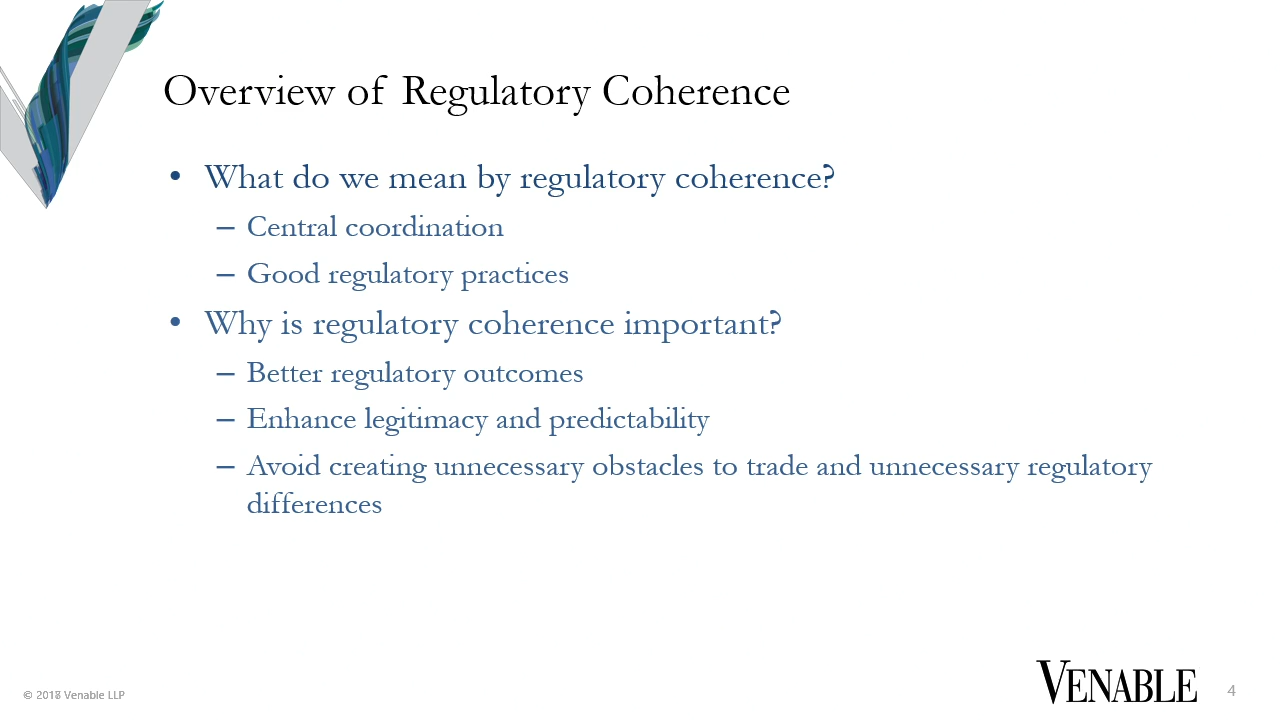 Overview of Regulatory Coherence
• What do we mean by regulatory coherence?
– Central coordination
– Good regulatory practices
• Why is regulatory coherence important?
– Better regulatory outcomes
– Enhance legitimacy and predictability
– Avoid creating unnecessary obstacles to trade and unnecessary regulatory
differences
© Venable LLP
VENABLE
4